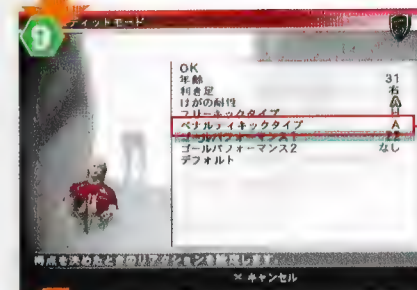 9
ディットモード
OK
年齢 31
利き足 右
けがの耐性 A
フリーキックタイプ H
ペナルティキックタイプ A
ゴールパフォーマンス1 22
ゴールパフォーマンス2 なし
デフォルト
得点を決めたときのリアクションを設定します
× キャンセル